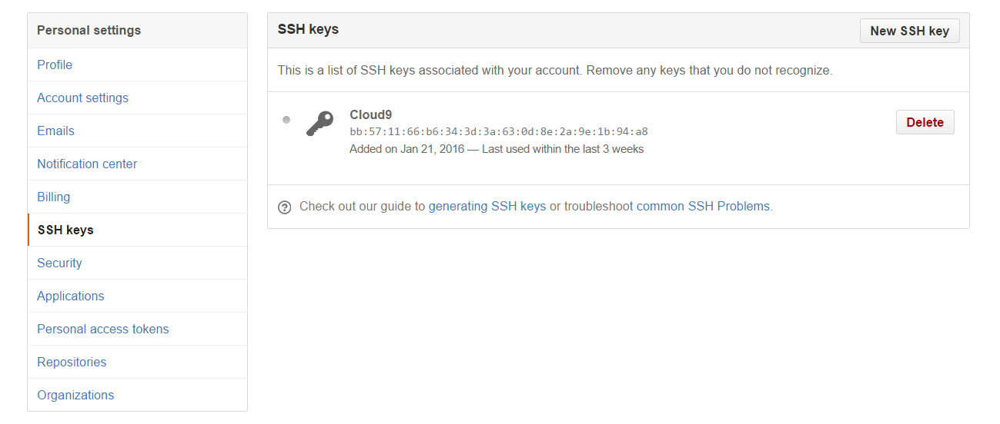 Personal settings
Profile
Account settings
Emails
Notification center
Billing
SSH keys
Security
Applications
Personal access tokens
Repositories
Organizations
SSH keys
New SSH key
This is a list of SSH keys associated with your account. Remove any keys that you do not recognize.
Cloud9
bb:57:11:66:b6:34:3d:3a:63:0d:8e:2a:9e:1b:94:a8
Added on Jan 21, 2016 — Last used within the last 3 weeks
Delete
Check out our guide to generating SSH keys or troubleshoot common SSH Problems.